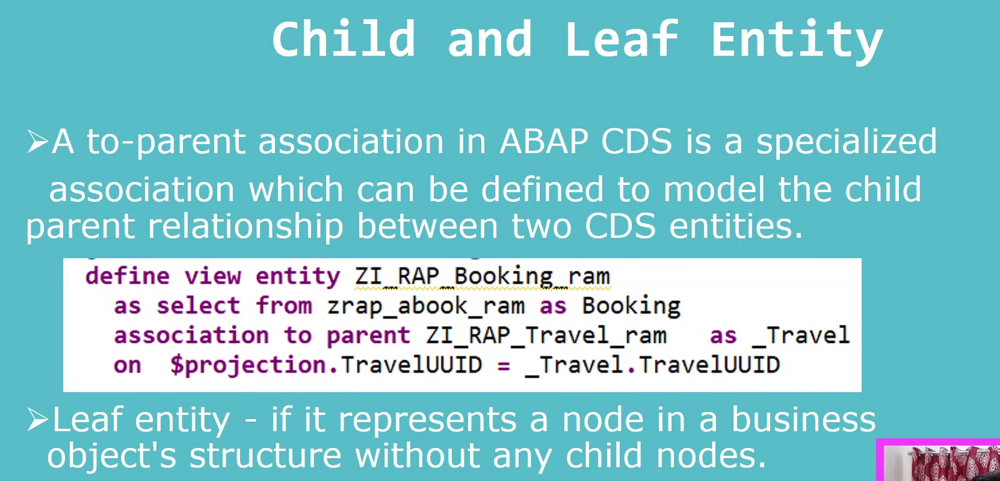 Child and Leaf Entity
➢A to-parent association in ABAP CDS is a specialized
association which can be defined to model the child
parent relationship between two CDS entities.
define view entity ZI_RAP_Booking_ram
as select from zrap_abook_ram as Booking
association to parent ZI_RAP_Travel_ram as _Travel
on $projection.TravelUUID = _Travel.TravelUUID
➢Leaf entity - if it represents a node in a business
object's structure without any child nodes.